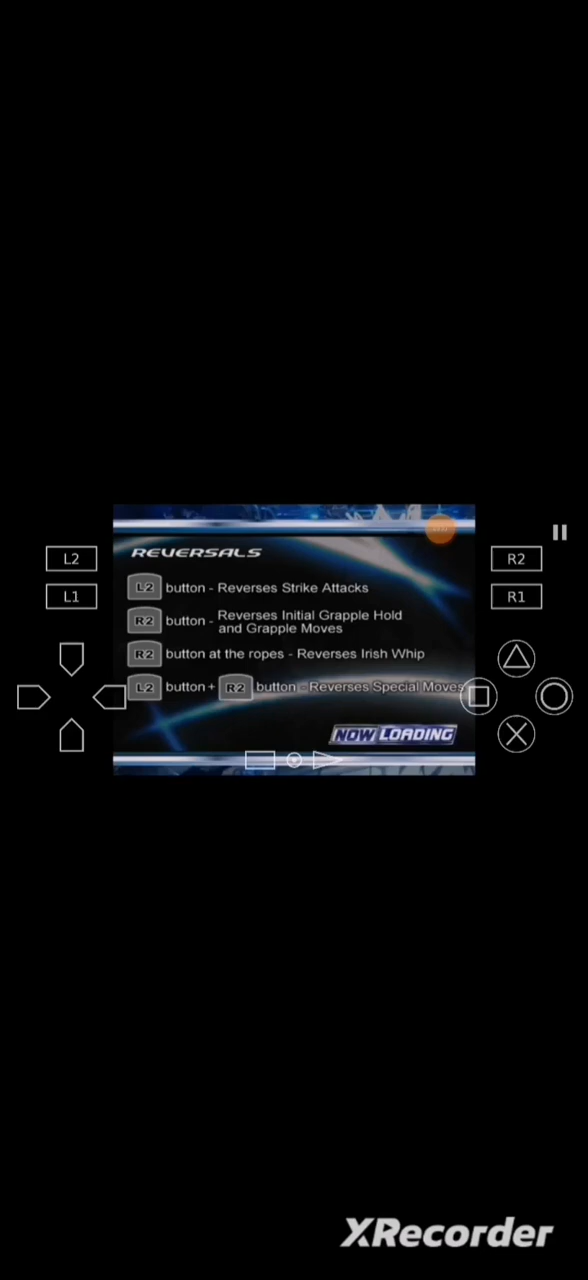 L2
R2
L1
R1
REVERSALS
L2 button - Reverses Strike Attacks
R2 button - Reverses Initial Grapple Hold
and Grapple Moves
R2 button at the ropes - Reverses Irish Whip
L2 button + R2 button - Reverses Special Moves
NOW LOADING
XRecorder